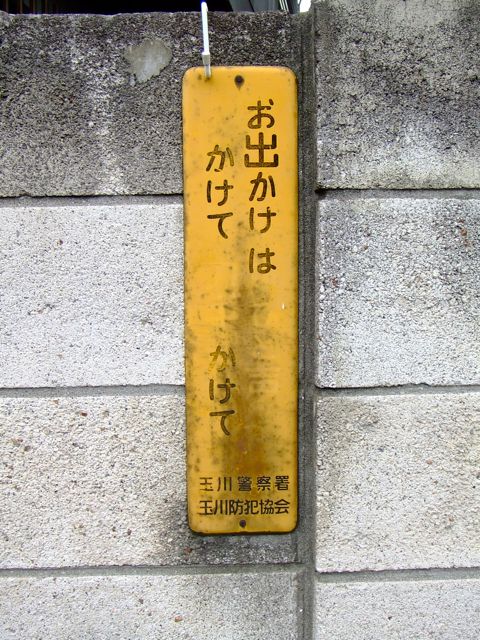 お出かけは
かけて
かけて
玉川警察署
玉川防犯協会